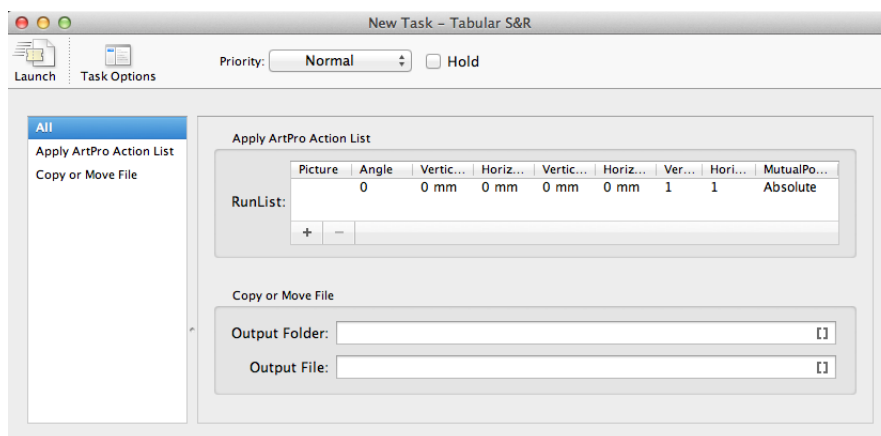 New Task – Tabular S&R
Launch Task Options Priority: Normal Hold
All
Apply ArtPro Action List
Copy or Move File
Apply ArtPro Action List
Picture Angle Vertic... Horiz... Vertic... Horiz... Ver... Hori... MutualPo...
0 0 mm 0 mm 0 mm 0 mm 1 1 Absolute
RunList:
+ −
Copy or Move File
Output Folder: []
Output File: []